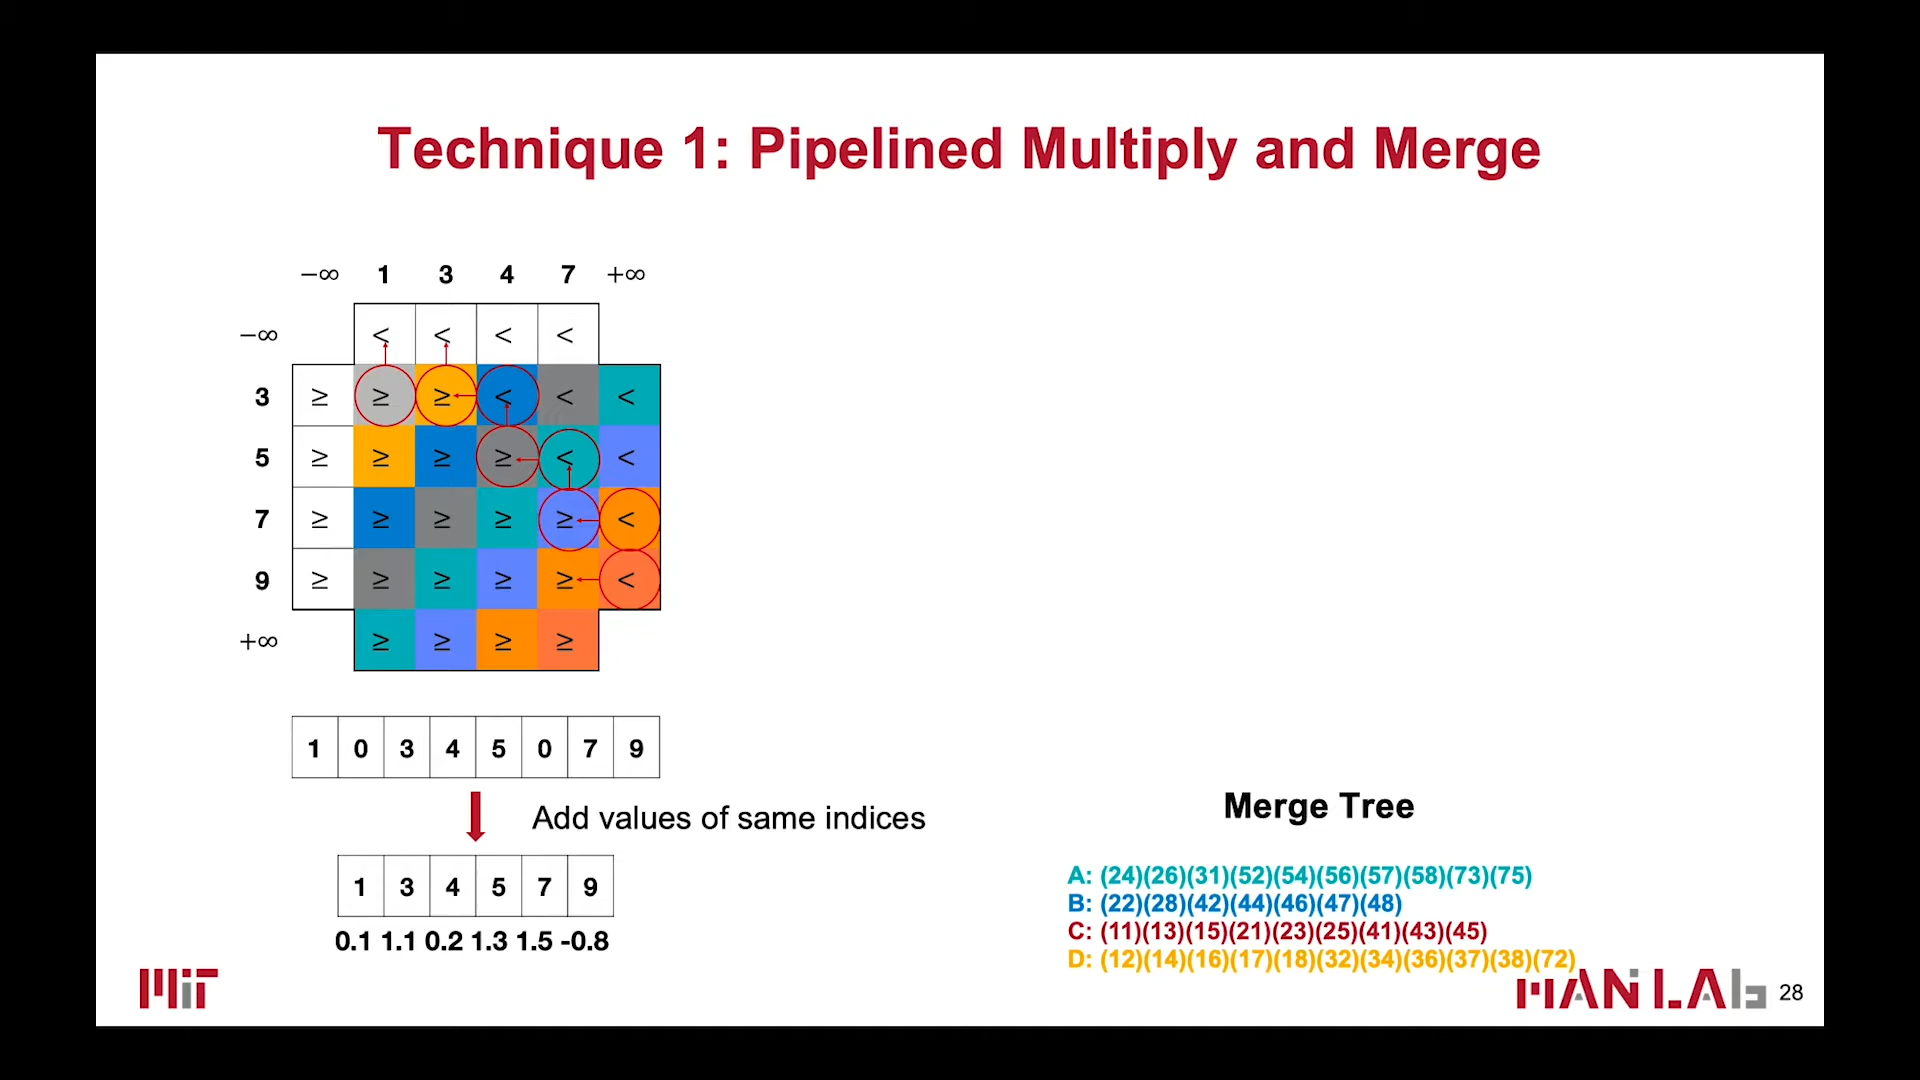 Technique 1: Pipelined Multiply and Merge
−∞ 1 3 4 7 +∞
−∞ < < < <
3 ≥ ≥ ≥ < < <
5 ≥ ≥ ≥ ≥ < <
7 ≥ ≥ ≥ ≥ ≥ <
9 ≥ ≥ ≥ ≥ ≥ <
+∞ ≥ ≥ ≥ ≥
1 0 3 4 5 0 7 9
Add values of same indices
1 3 4 5 7 9
0.1 1.1 0.2 1.3 1.5 -0.8
Merge Tree
A: (24)(26)(31)(52)(54)(56)(57)(58)(73)(75)
B: (22)(28)(42)(44)(46)(47)(48)
C: (11)(13)(15)(21)(23)(25)(41)(43)(45)
D: (12)(14)(16)(17)(18)(32)(34)(36)(37)(38)(72)
MIT
HAN LAB
28